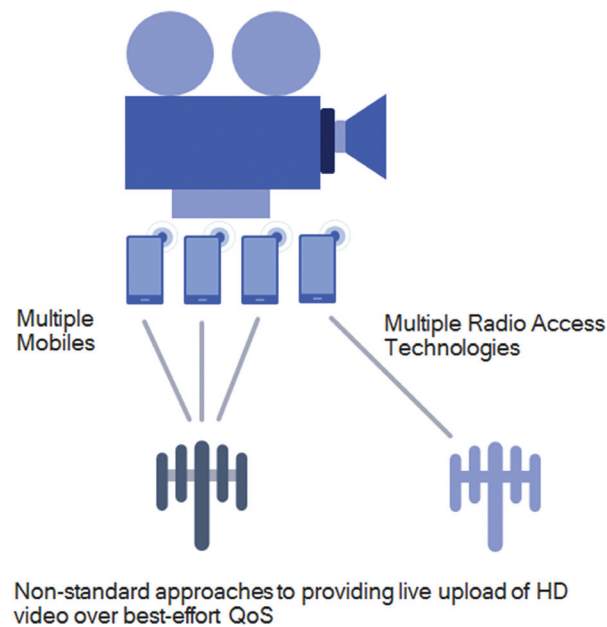 Multiple
Mobiles
Multiple Radio Access
Technologies
Non-standard approaches to providing live upload of HD
video over best-effort QoS